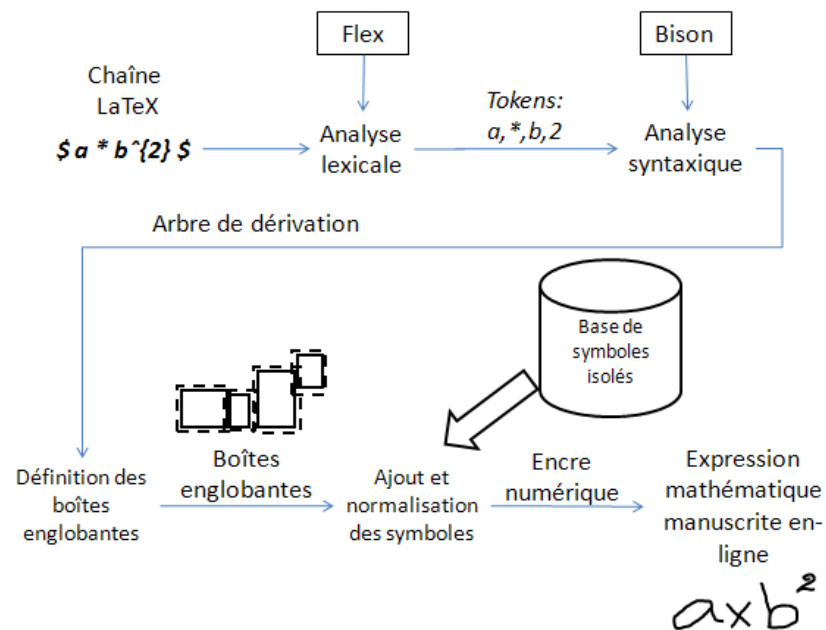 Flex
Bison
Chaîne
LaTeX
$ a * b^{2} $
Analyse
lexicale
Tokens:
a,*,b,2
Analyse
syntaxique
Arbre de dérivation
Base de
symboles
isolés
Définition des
boîtes
englobantes
Boîtes
englobantes
Ajout et
normalisation
des symboles
Encre
numérique
Expression
mathématique
manuscrite en-
ligne
axb²